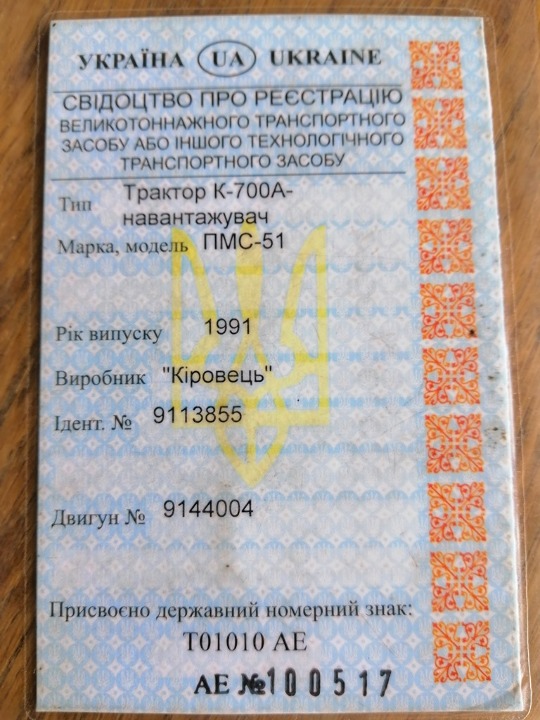 УКРАЇНА UA UKRAINE
СВІДОЦТВО ПРО РЕЄСТРАЦІЮ
ВЕЛИКОТОННАЖНОГО ТРАНСПОРТНОГО
ЗАСОБУ АБО ІНШОГО ТЕХНОЛОГІЧНОГО
ТРАНСПОРТНОГО ЗАСОБУ
Тип Трактор К-700А-
навантажувач
Марка, модель ПМС-51
Рік випуску 1991
Виробник "Кіровець"
Ідент. № 9113855
Двигун № 9144004
Присвоєно державний номерний знак:
Т01010 АЕ
АЕ №100517